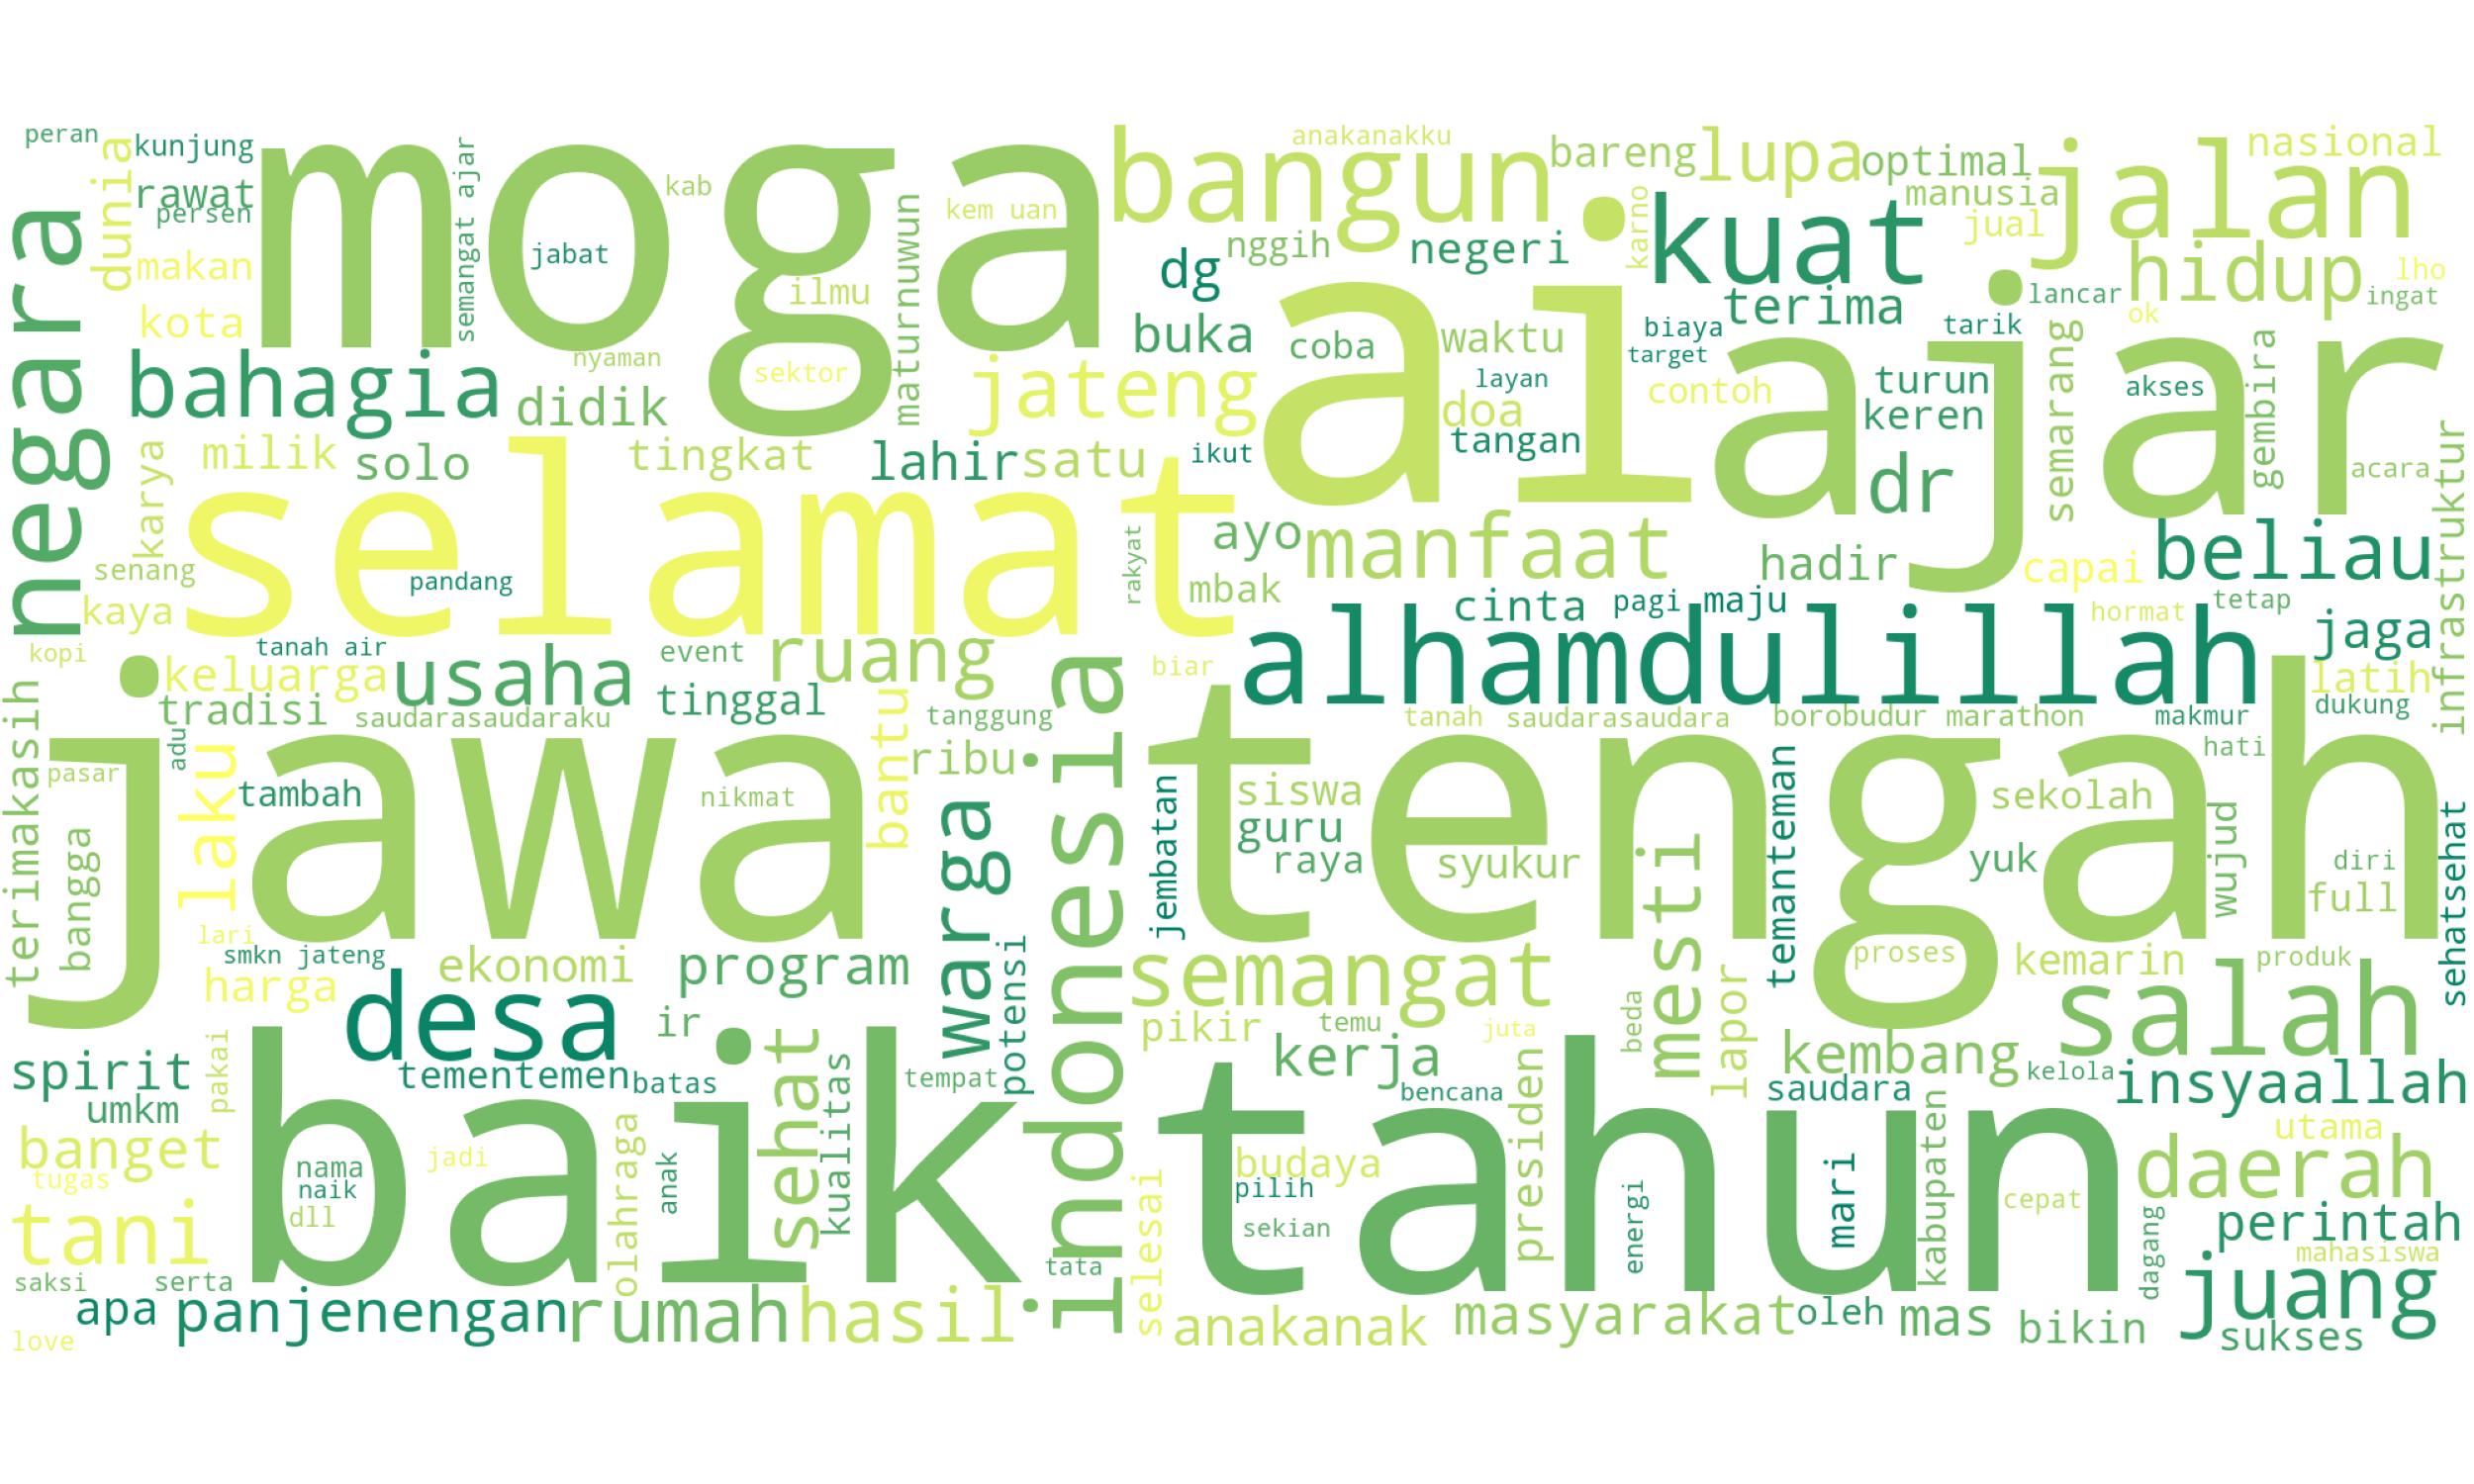 peran
kunjung
rawat
persen
dunia
makan
kota
negara
moga
semangat ajar
jabat
kab
ilmu
sektor
nyaman
maturnuwun
kem uan
bangun
anakanakku
bareng
lupa
optimal
manusia
jual
jalan
nasional
nggih
negeri
dg
karno
kuat
hidup
lho
ingat
lancar
ok
terima
tarik
biaya
target
buka
coba
waktu
layan
doa
tangan
contoh
turun
keren
ai
ajar
semarang
akses
gembira
acara
infrastruktur
bahagia
didik
jateng
milik
solo
tingkat
lahir
satu
ikut
dr
karya
senang
kaya
selamat
pandang
rakyat
ayo
mbak
manfaat
hadir
capai
beliau
cinta
pagi
maju
hormat
tetap
jaga
latih
dukung
kopi
tanah air
keluarga
usaha
event
ruang
biar
alhamdulillah
tradisi
saudarasaudaraku
tinggal
bantu
tanggung
ribu
tanah
saudarasaudara
borobudur marathon
makmur
hati
terimakasih
pasar
bangga
adu
laku
tambah
jawa
nikmat
warga
indonesia
jembatan
siswa
guru
raya
syukur
tengah
mesti
temanteman
sekolah
yuk
wujud
diri
full
sehatsehat
lari
smkn jateng
harga
ekonomi
program
potensi
semangat
proses
kemarin
produk
desa
ir
pikir
temu
juta
beda
lapor
salah
spirit
umkm
pakai
tementemen
batas
sehat
kualitas
tempat
kerja
bencana
presiden
kembang
saudara
kelola
insyaallah
banget
tugas
tani
nama
naik
dll
baik
jadi
olahraga
anak
selesai
budaya
pilih
sekian
tahun
energi
mari
kabupaten
cepat
utama
daerah
dagang
perintah
mahasiswa
juang
saksi
serta
tata
apa
panjenengan
rumah
hasil
anakanak
masyarakat
oleh
mas
bikin
sukses
love